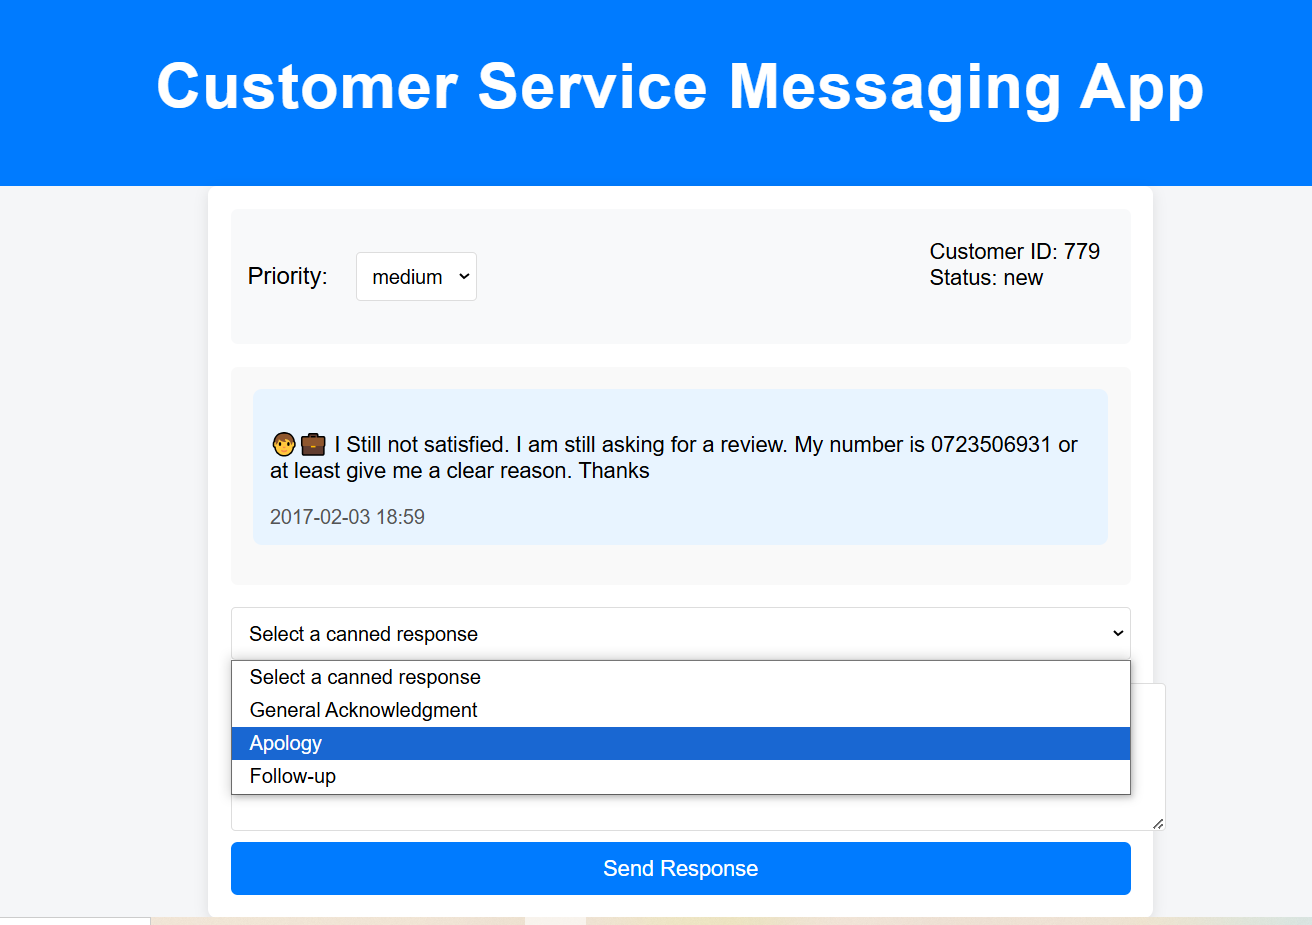 Customer Service Messaging App
Priority:
medium
Customer ID: 779
Status: new
🧑💼 I Still not satisfied. I am still asking for a review. My number is 0723506931 or
at least give me a clear reason. Thanks
2017-02-03 18:59
Select a canned response
Select a canned response
General Acknowledgment
Apology
Follow-up
Send Response